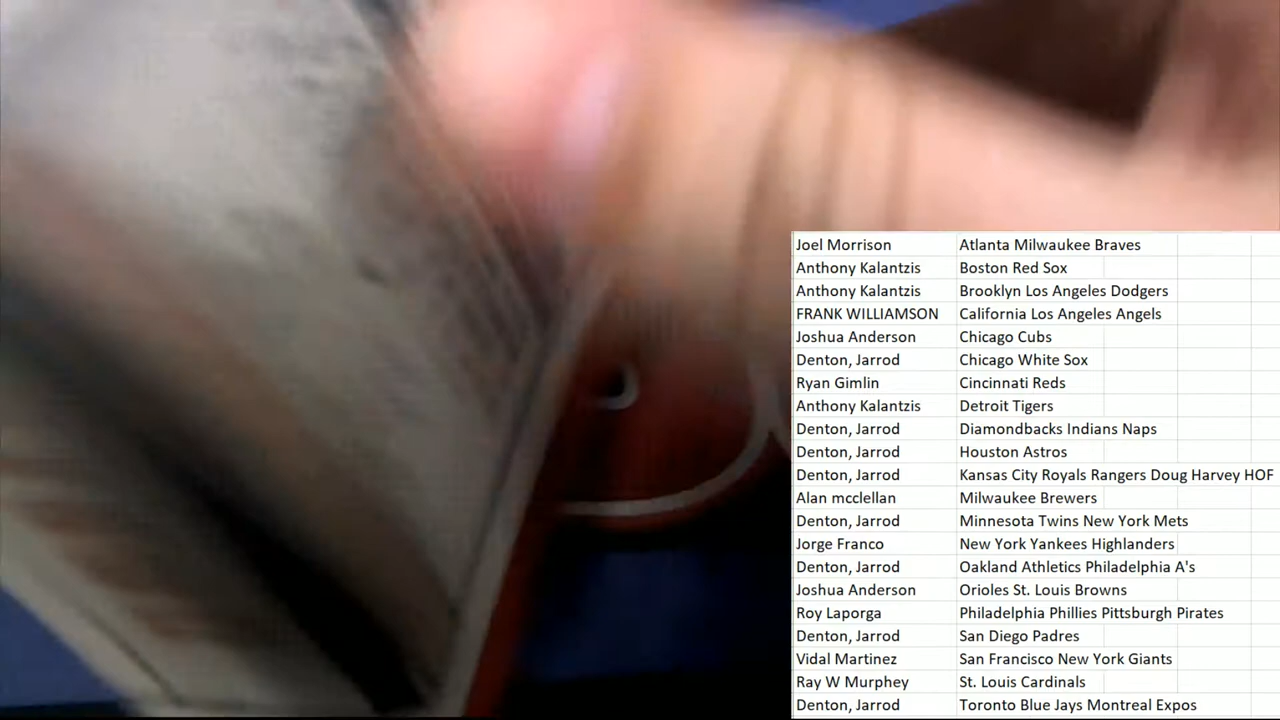 Joel Morrison Atlanta Milwaukee Braves
Anthony Kalantzis Boston Red Sox
Anthony Kalantzis Brooklyn Los Angeles Dodgers
FRANK WILLIAMSON California Los Angeles Angels
Joshua Anderson Chicago Cubs
Denton, Jarrod Chicago White Sox
Ryan Gimlin Cincinnati Reds
Anthony Kalantzis Detroit Tigers
Denton, Jarrod Diamondbacks Indians Naps
Denton, Jarrod Houston Astros
Denton, Jarrod Kansas City Royals Rangers Doug Harvey HOF
Alan mcclellan Milwaukee Brewers
Denton, Jarrod Minnesota Twins New York Mets
Jorge Franco New York Yankees Highlanders
Denton, Jarrod Oakland Athletics Philadelphia A's
Joshua Anderson Orioles St. Louis Browns
Roy Laporga Philadelphia Phillies Pittsburgh Pirates
Denton, Jarrod San Diego Padres
Vidal Martinez San Francisco New York Giants
Ray W Murphey St. Louis Cardinals
Denton, Jarrod Toronto Blue Jays Montreal Expos